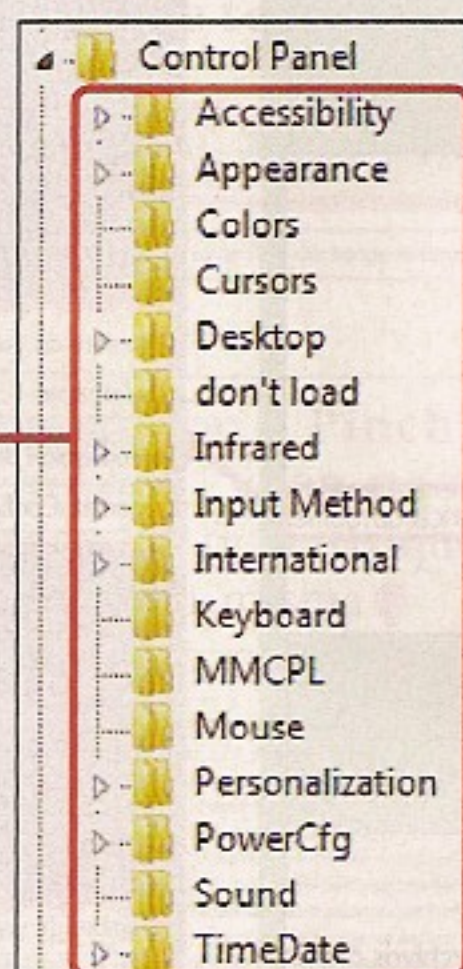 Control Panel
Accessibility
Appearance
Colors
Cursors
Desktop
don't load
Infrared
Input Method
International
Keyboard
MMCPL
Mouse
Personalization
PowerCfg
Sound
TimeDate